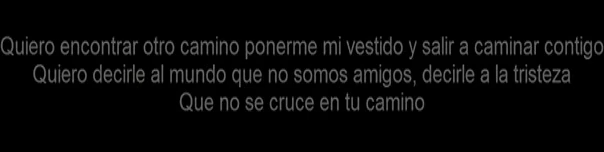 Quiero encontrar otro camino ponerme mi vestido y salir a caminar contigo
Quiero decirle al mundo que no somos amigos, decirle a la tristeza
Que no se cruce en tu camino